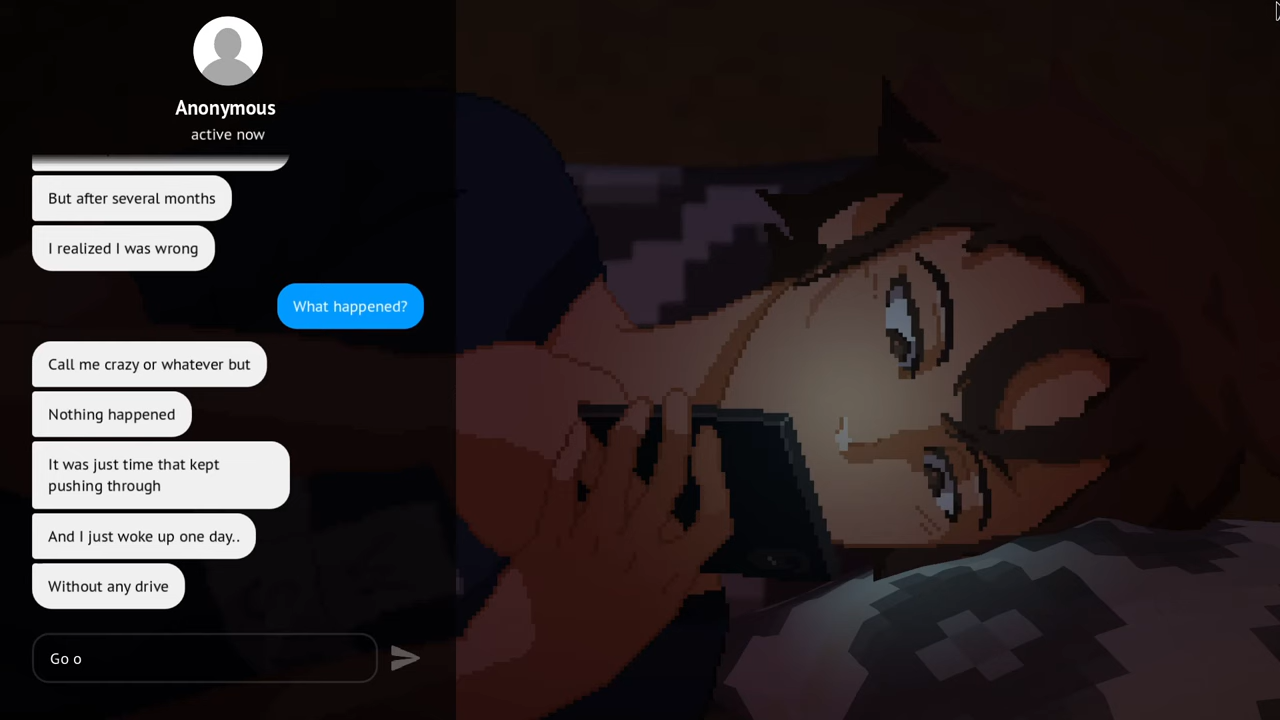 Anonymous
active now
But after several months
I realized I was wrong
What happened?
Call me crazy or whatever but
Nothing happened
It was just time that kept
pushing through
And I just woke up one day..
Without any drive
Go o